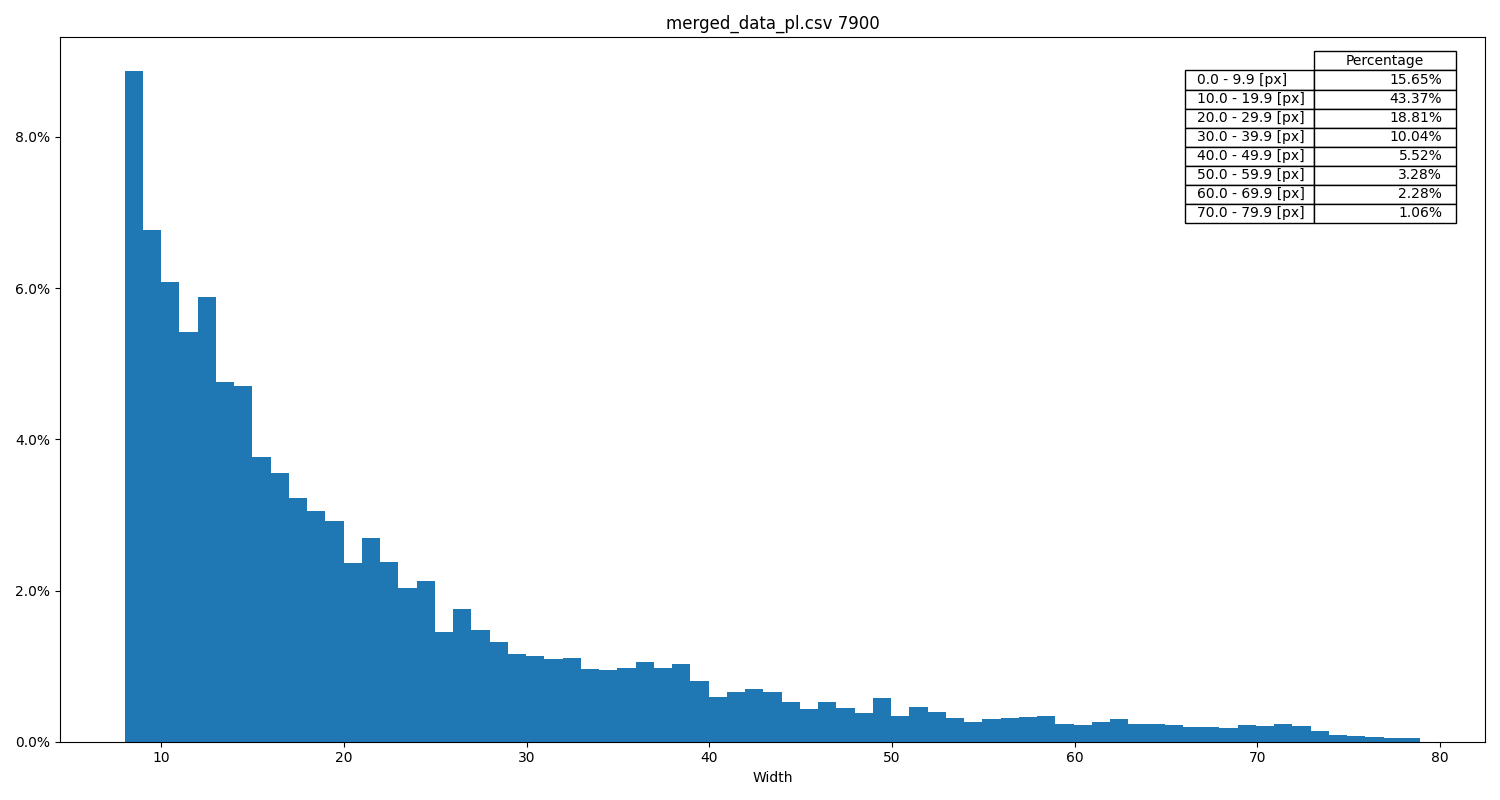 merged_data_pl.csv 7900
Percentage
0.0 - 9.9 [px] 15.65%
10.0 - 19.9 [px] 43.37%
20.0 - 29.9 [px] 18.81%
30.0 - 39.9 [px] 10.04%
40.0 - 49.9 [px] 5.52%
50.0 - 59.9 [px] 3.28%
60.0 - 69.9 [px] 2.28%
70.0 - 79.9 [px] 1.06%
8.0%
6.0%
4.0%
2.0%
0.0%
10 20 30 40 50 60 70 80
Width